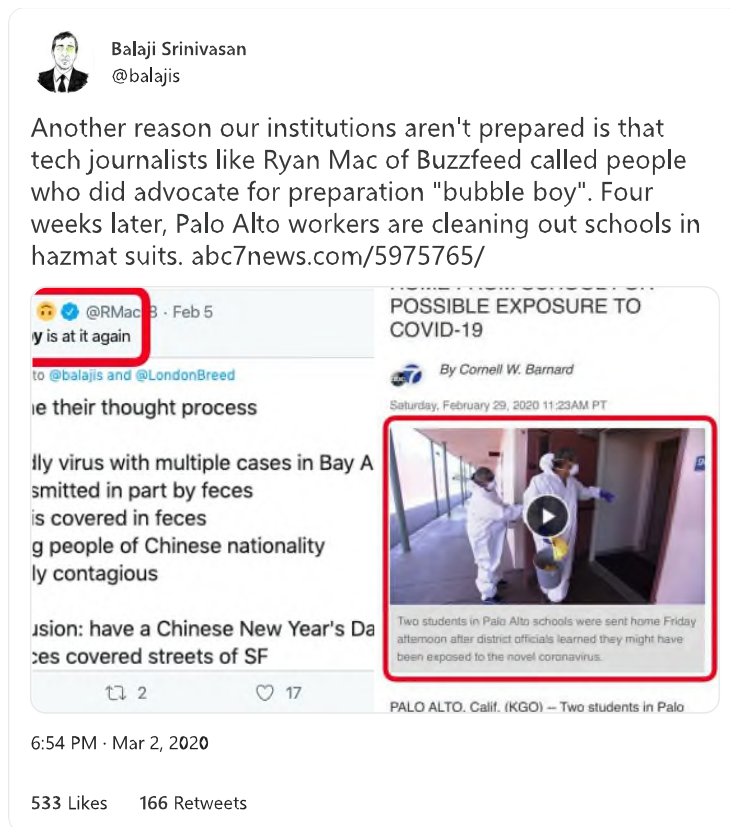 Balaji Srinivasan
@balajis
Another reason our institutions aren't prepared is that
tech journalists like Ryan Mac of Buzzfeed called people
who did advocate for preparation "bubble boy". Four
weeks later, Palo Alto workers are cleaning out schools in
hazmat suits. abc7news.com/5975765/
@RMac 3 · Feb 5
y is at it again
to @balajis and @LondonBreed
e their thought process
dly virus with multiple cases in Bay A
smitted in part by feces
is covered in feces
g people of Chinese nationality
ly contagious
usion: have a Chinese New Year's Da
ces covered streets of SF
2 17
POSSIBLE EXPOSURE TO
COVID-19
abc 7 By Cornell W. Barnard
Saturday, February 29, 2020 11:23AM PT
Two students in Palo Alto schools were sent home Friday
afternoon after district officials learned they might have
been exposed to the novel coronavirus.
PALO ALTO, Calif. (KGO) -- Two students in Palo
6:54 PM · Mar 2, 2020
533 Likes 166 Retweets